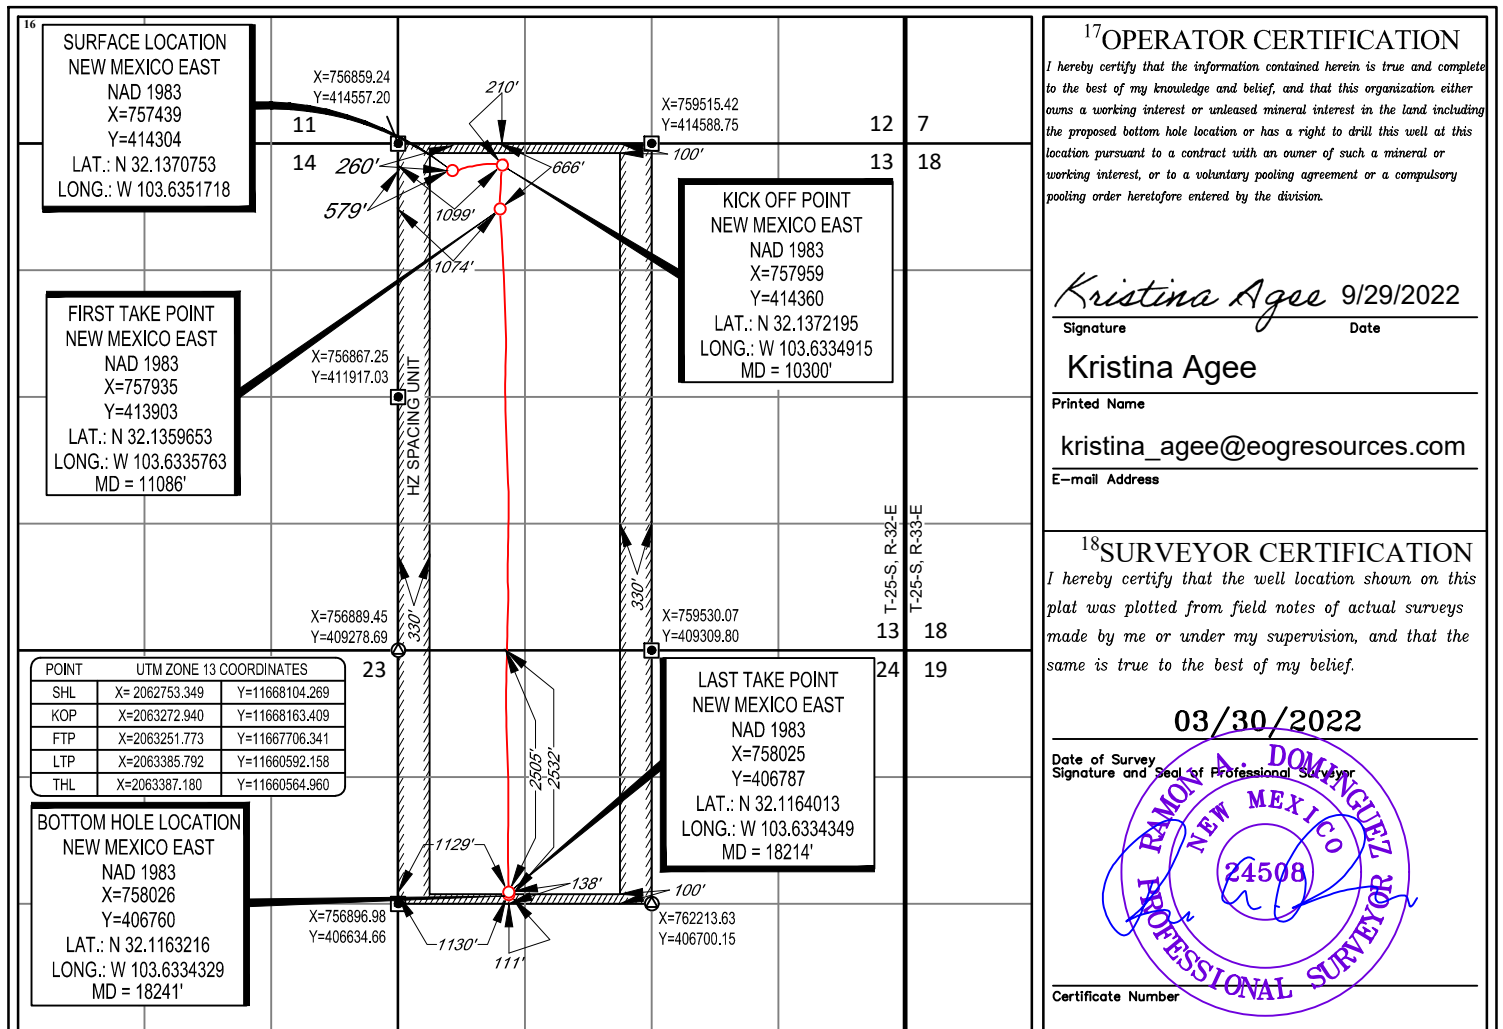 16
SURFACE LOCATION
NEW MEXICO EAST
NAD 1983
X=757439
Y=414304
LAT.: N 32.1370753
LONG.: W 103.6351718
X=756859.24
Y=414557.20
210'
X=759515.42
Y=414588.75
11
12
7
14
13
18
260'
579'
1099'
666'
100'
1074'
KICK OFF POINT
NEW MEXICO EAST
NAD 1983
X=757959
Y=414360
LAT.: N 32.1372195
LONG.: W 103.6334915
MD = 10300'
FIRST TAKE POINT
NEW MEXICO EAST
NAD 1983
X=757935
Y=413903
LAT.: N 32.1359653
LONG.: W 103.6335763
MD = 11086'
X=756867.25
Y=411917.03
HZ SPACING UNIT
330'
330'
T-25-S, R-32-E
T-25-S, R-33-E
X=756889.45
Y=409278.69
X=759530.07
Y=409309.80
13
18
23
24
19
POINT UTM ZONE 13 COORDINATES
SHL X= 2062753.349 Y=11668104.269
KOP X=2063272.940 Y=11668163.409
FTP X=2063251.773 Y=11667706.341
LTP X=2063385.792 Y=11660592.158
THL X=2063387.180 Y=11660564.960
LAST TAKE POINT
NEW MEXICO EAST
NAD 1983
X=758025
Y=406787
LAT.: N 32.1164013
LONG.: W 103.6334349
MD = 18214'
2505'
2532'
BOTTOM HOLE LOCATION
NEW MEXICO EAST
NAD 1983
X=758026
Y=406760
LAT.: N 32.1163216
LONG.: W 103.6334329
MD = 18241'
1129'
138'
100'
X=756896.98
Y=406634.66
1130'
111'
X=762213.63
Y=406700.15
17OPERATOR CERTIFICATION
I hereby certify that the information contained herein is true and complete
to the best of my knowledge and belief, and that this organization either
owns a working interest or unleased mineral interest in the land including
the proposed bottom hole location or has a right to drill this well at this
location pursuant to a contract with an owner of such a mineral or
working interest, or to a voluntary pooling agreement or a compulsory
pooling order heretofore entered by the division.
Kristina Agee 9/29/2022
Signature Date
Kristina Agee
Printed Name
kristina_agee@eogresources.com
E-mail Address
18SURVEYOR CERTIFICATION
I hereby certify that the well location shown on this
plat was plotted from field notes of actual surveys
made by me or under my supervision, and that the
same is true to the best of my belief.
03/30/2022
Date of Survey
Signature and Seal of Professional Surveyor
RAMON A. DOMINGUEZ
NEW MEXICO
24508
PROFESSIONAL SURVEYOR
Certificate Number